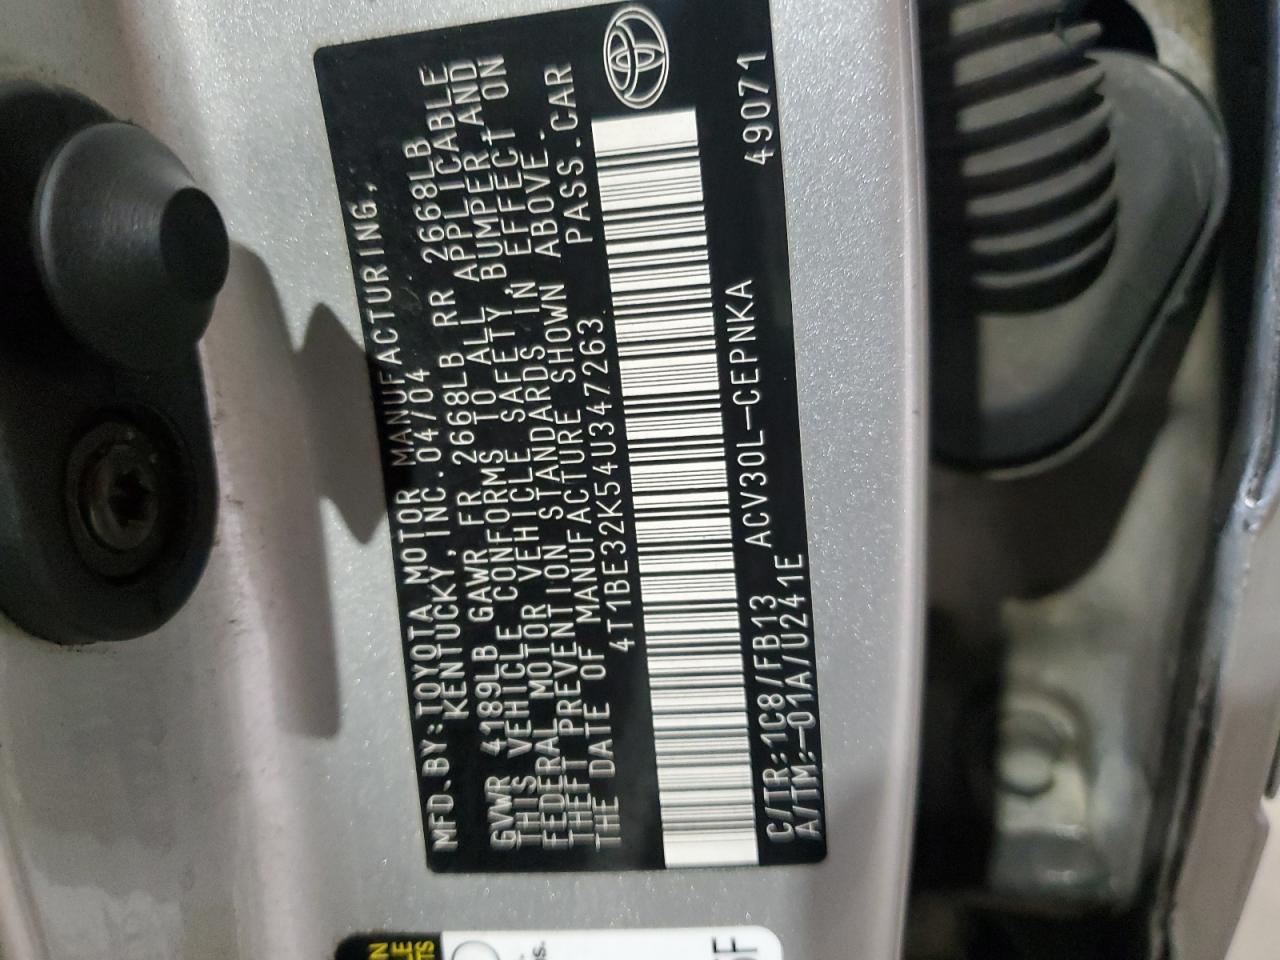 MFD.BY:TOYOTA MOTOR MANUFACTURING,
KENTUCKY, INC. 04/04
GVWR 4189LB GAWR FR 2668LB RR 2668LB
THIS VEHICLE CONFORMS TO ALL APPLICABLE
FEDERAL MOTOR VEHICLE SAFETY, BUMPER, AND
THEFT PREVENTION STANDARDS IN EFFECT ON
THE DATE OF MANUFACTURE SHOWN ABOVE.
4T1BE32K54U347263 PASS.CAR
C/TR:1C8/FB13 ACV30L-CEPNKA 49071
A/TM:-01A/U241E